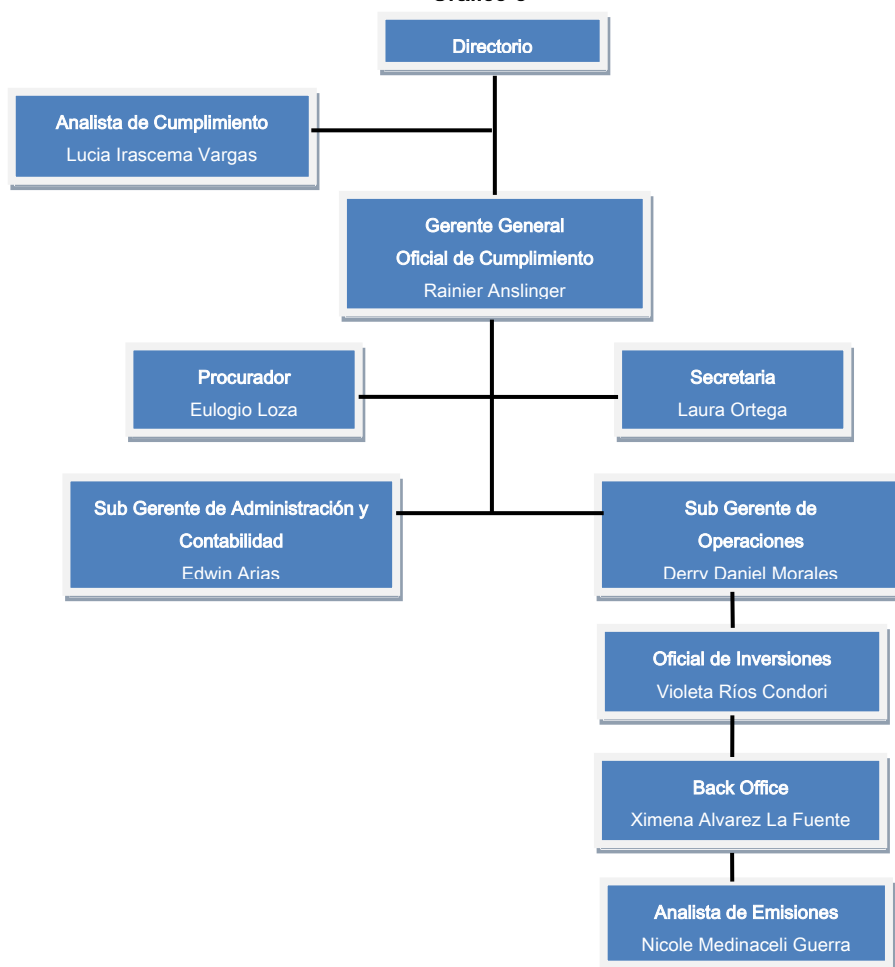 Directorio
Analista de Cumplimiento
Lucia Irascema Vargas
Gerente General
Oficial de Cumplimiento
Rainier Anslinger
Procurador
Eulogio Loza
Secretaria
Laura Ortega
Sub Gerente de Administración y
Contabilidad
Edwin Arias
Sub Gerente de
Operaciones
Derry Daniel Morales
Oficial de Inversiones
Violeta Ríos Condori
Back Office
Ximena Alvarez La Fuente
Analista de Emisiones
Nicole Medinaceli Guerra